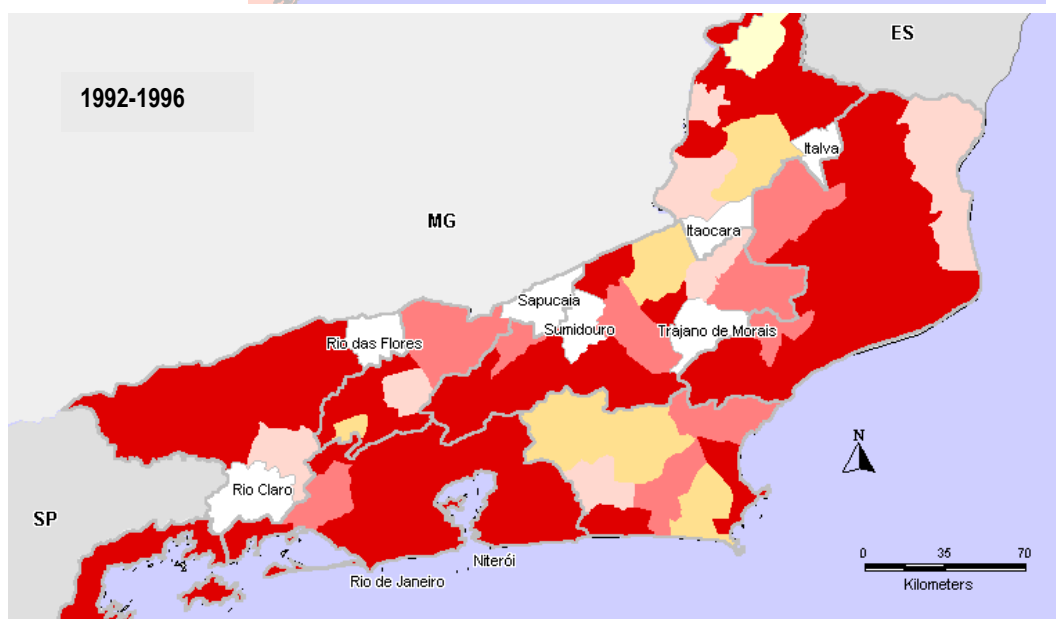 ES
1992-1996
Italva
MG
Itaocara
Sapucaia
Sumidouro
Trajano de Morais
Rio das Flores
N
Rio Claro
SP
0 35 70
Kilometers
Niterói
Rio de Janeiro